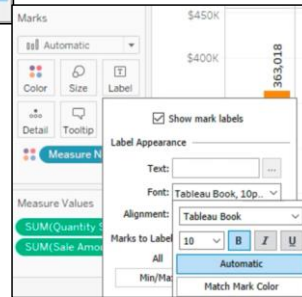 Marks
Automatic
Color Size Label
Detail Tooltip
Measure N
Measure Values
SUM(Quantity S
SUM(Sale Amou
$450K
$400K
363,018
Show mark labels
Label Appearance
Text:
Font: Tableau Book, 10p..
Alignment: Tableau Book
Marks to Label 10 B I U
All Automatic
Min/Ma Match Mark Color